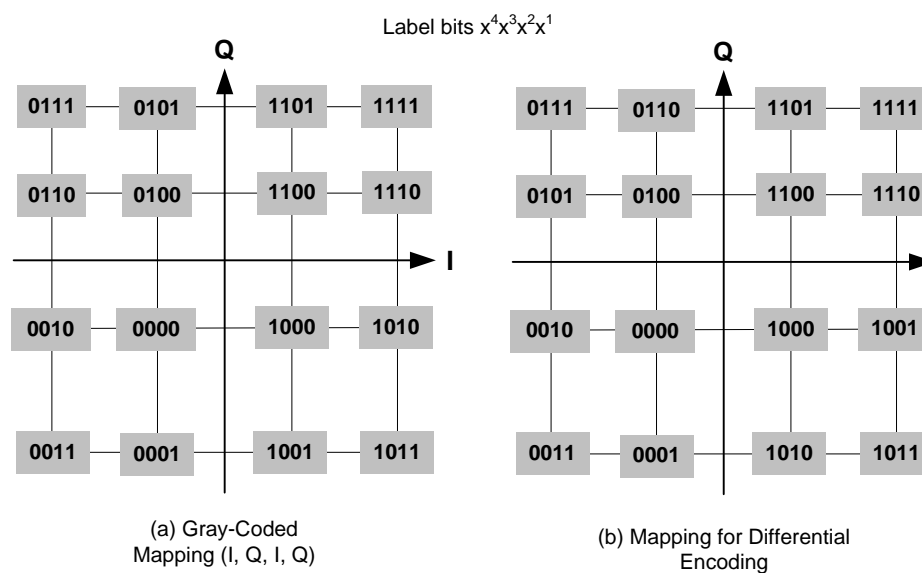 Label bits x⁴x³x²x¹
Q
0111 0101 1101 1111
0110 0100 1100 1110
I
0010 0000 1000 1010
0011 0001 1001 1011
(a) Gray-Coded
Mapping (I, Q, I, Q)
Q
0111 0110 1101 1111
0101 0100 1100 1110
0010 0000 1000 1001
0011 0001 1010 1011
(b) Mapping for Differential
Encoding